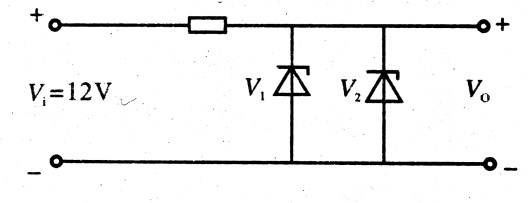 + +
Vᵢ=12V V₁ V₂ Vₒ
− −